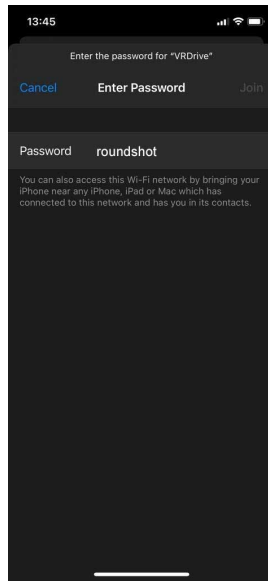 13:45
Enter the password for “VRDrive”
Cancel Enter Password Join
Password roundshot
You can also access this Wi-Fi network by bringing your
iPhone near any iPhone, iPad or Mac which has
connected to this network and has you in its contacts.